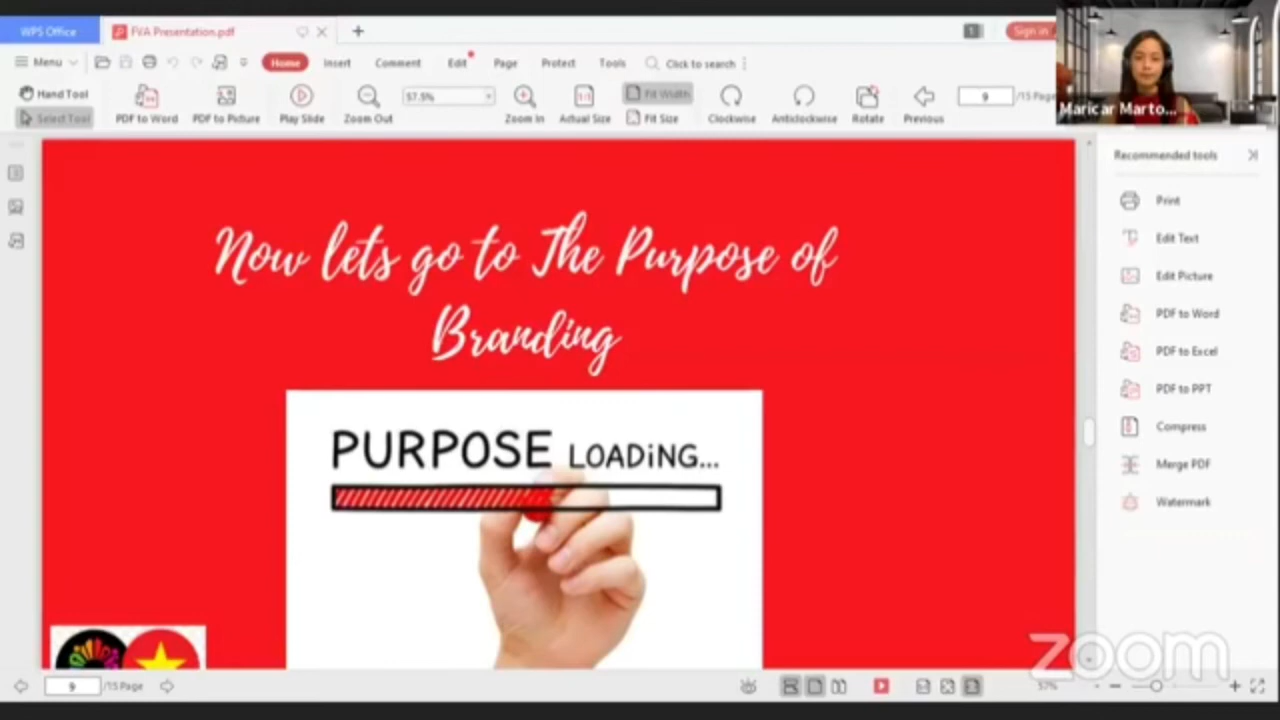 WPS Office
FVA Presentation.pdf
1
Sign in
Menu
Home
Insert
Comment
Edit
Page
Protect
Tools
Click to search
Hand Tool
Select Tool
PDF to Word
PDF to Picture
Play Slide
Zoom Out
57.5%
Zoom In
Actual Size
Fit Width
Fit Size
Clockwise
Anticlockwise
Rotate
Previous
9
/15 Page
Maricar Marto...
Recommended tools
Print
Edit Text
Edit Picture
PDF to Word
PDF to Excel
PDF to PPT
Compress
Merge PDF
Watermark
Now lets go to The Purpose of
Branding
PURPOSE LOADiNG...
zoom
9 /15 Page
57%